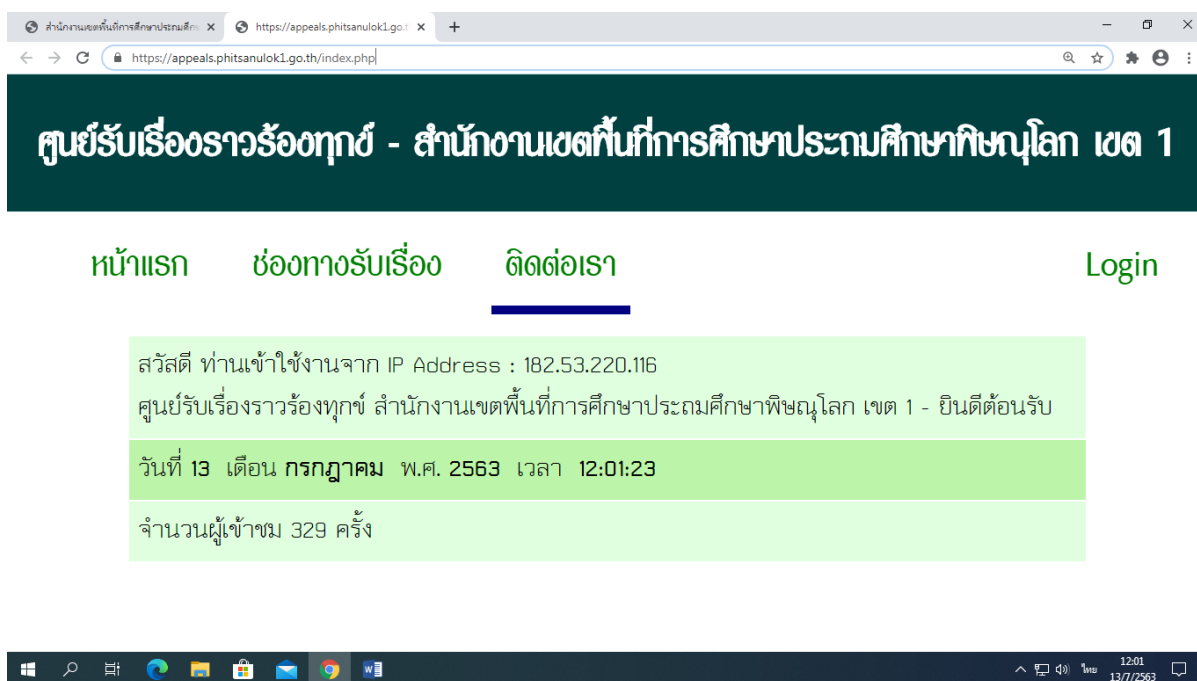 สำนักงานเขตพื้นที่การศึกษาประถมศึก
https://appeals.phitsanulok1.go.t
https://appeals.phitsanulok1.go.th/index.php
ศูนย์รับเรื่องราวร้องทุกข์ - สำนักงานเขตพื้นที่การศึกษาประถมศึกษาพิษณุโลก เขต 1
หน้าแรก ช่องทางรับเรื่อง ติดต่อเรา Login
สวัสดี ท่านเข้าใช้งานจาก IP Address : 182.53.220.116
ศูนย์รับเรื่องราวร้องทุกข์ สำนักงานเขตพื้นที่การศึกษาประถมศึกษาพิษณุโลก เขต 1 - ยินดีต้อนรับ
วันที่ 13 เดือน กรกฎาคม พ.ศ. 2563 เวลา 12:01:23
จำนวนผู้เข้าชม 329 ครั้ง
ไทย
12:01
13/7/2563